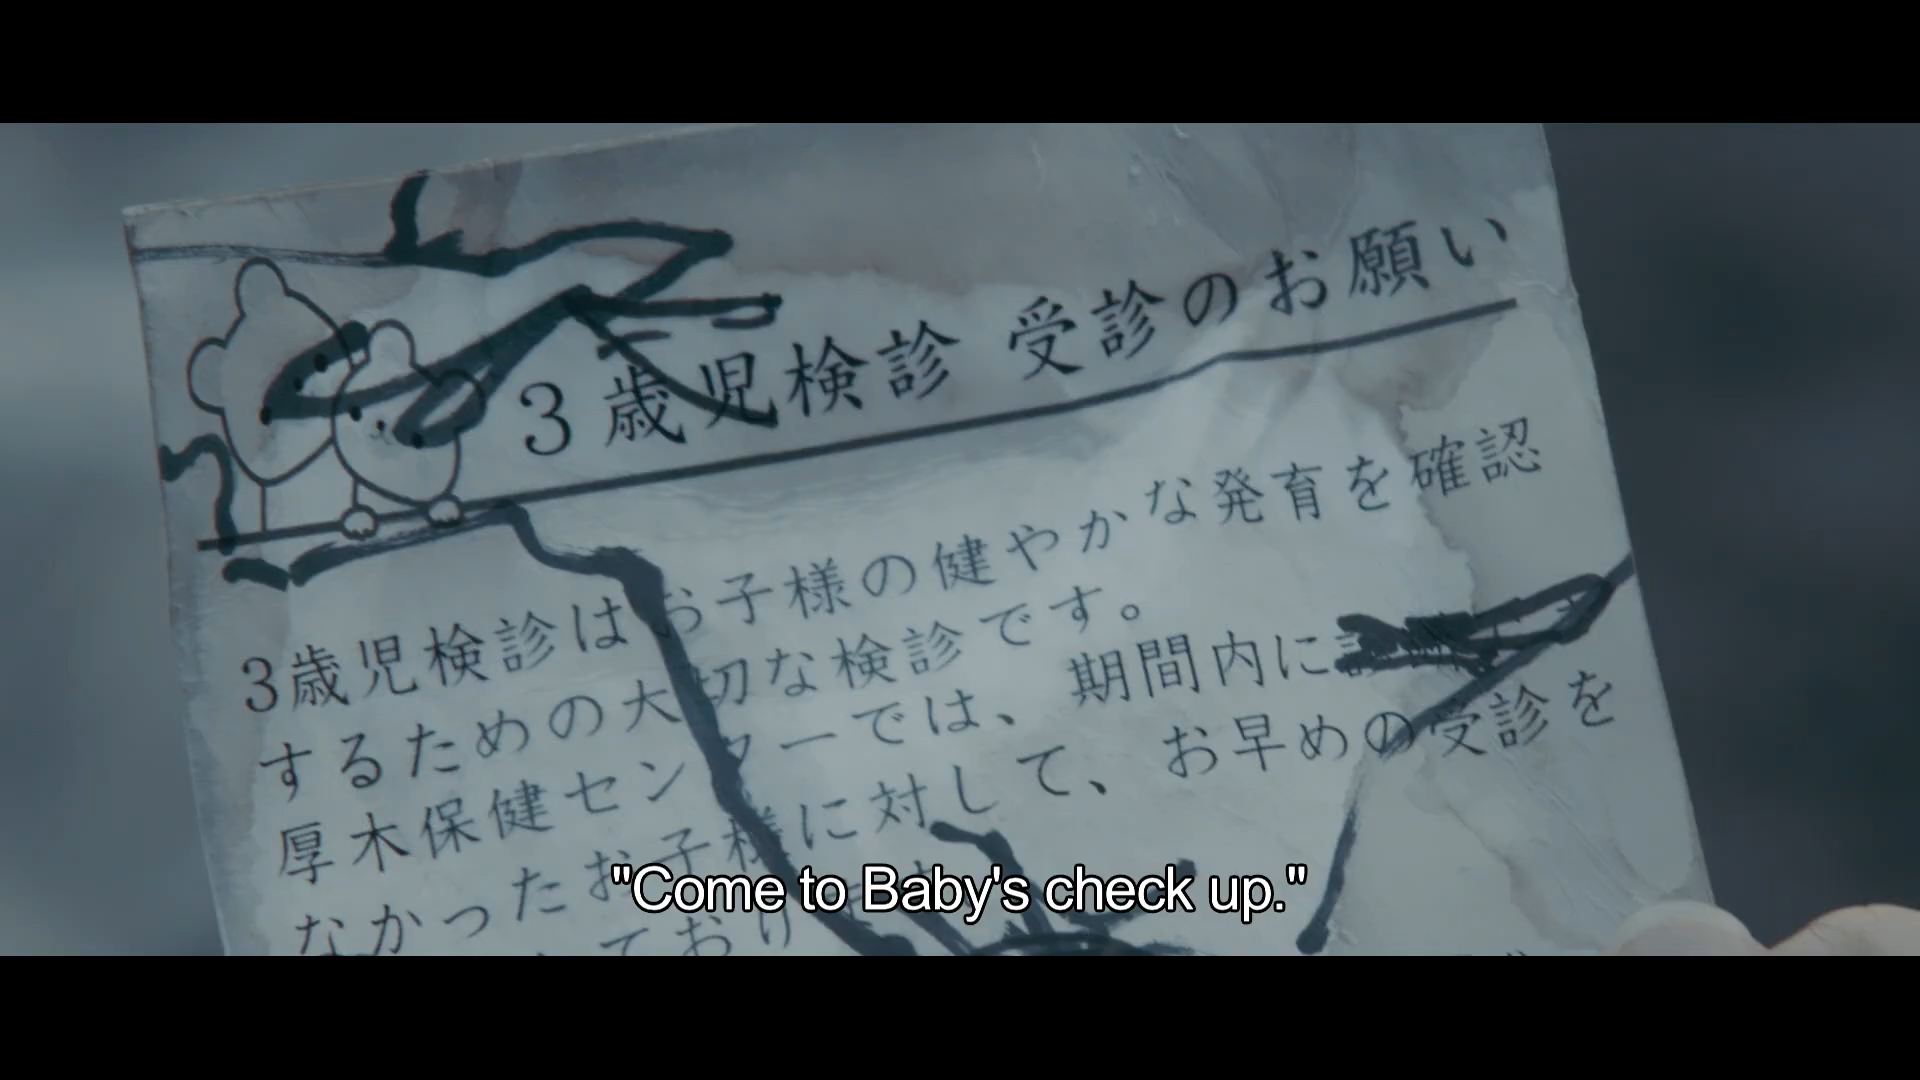 3歳児検診 受診のお願い
3歳児検診はお子様の健やかな発育を確認
するための大切な検診です。
厚木保健センターでは、期間内に
なかったお子様に対して、お早めの受診を
ており
"Come to Baby's check up."